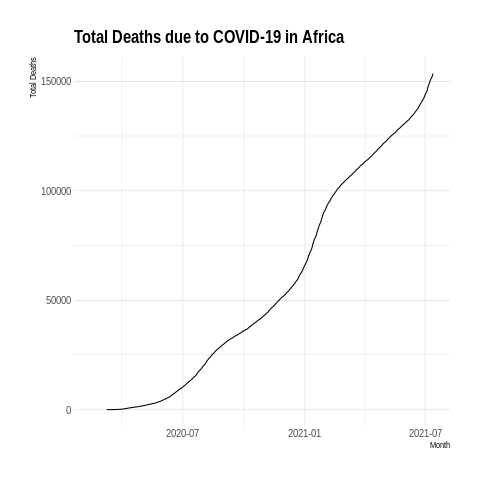 Total Deaths due to COVID-19 in Africa
Total Deaths
150000
100000
50000
0
2020-07 2021-01 2021-07
Month